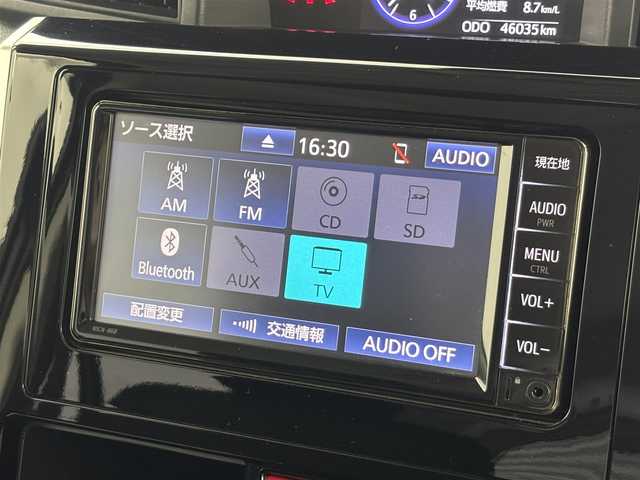 平均燃費 8.7km/L
6 ODO 46035km
ソース選択 16:30 AUDIO
現在地
AM FM CD SD
AUDIO
PWR
MENU
CTRL
Bluetooth AUX TV
VOL+
配置変更 交通情報 AUDIO OFF
VOL-